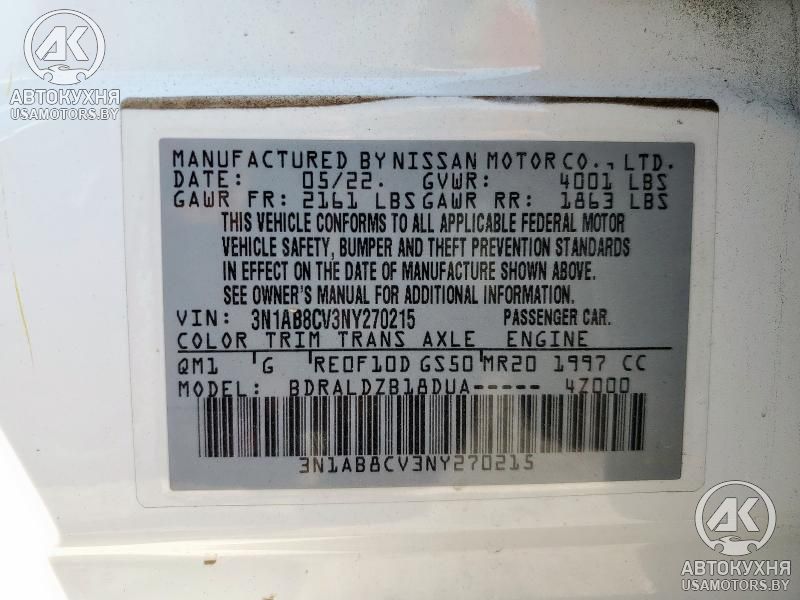 AK
АВТОКУХНЯ
USAMOTORS.BY
MANUFACTURED BY NISSAN MOTOR CO., LTD.
DATE: 05/22. GVWR: 4001 LBS
GAWR FR: 2161 LBS GAWR RR: 1863 LBS
THIS VEHICLE CONFORMS TO ALL APPLICABLE FEDERAL MOTOR
VEHICLE SAFETY, BUMPER AND THEFT PREVENTION STANDARDS
IN EFFECT ON THE DATE OF MANUFACTURE SHOWN ABOVE.
SEE OWNER'S MANUAL FOR ADDITIONAL INFORMATION.
VIN: 3N1AB8CV3NY270215 PASSENGER CAR.
COLOR TRIM TRANS AXLE ENGINE
QM1 G RE0F10D GS50 MR20 1997 CC
MODEL: BDRALDZB18DUA----- 4Z000
3N1AB8CV3NY270215
AK
АВТОКУХНЯ
USAMOTORS.BY